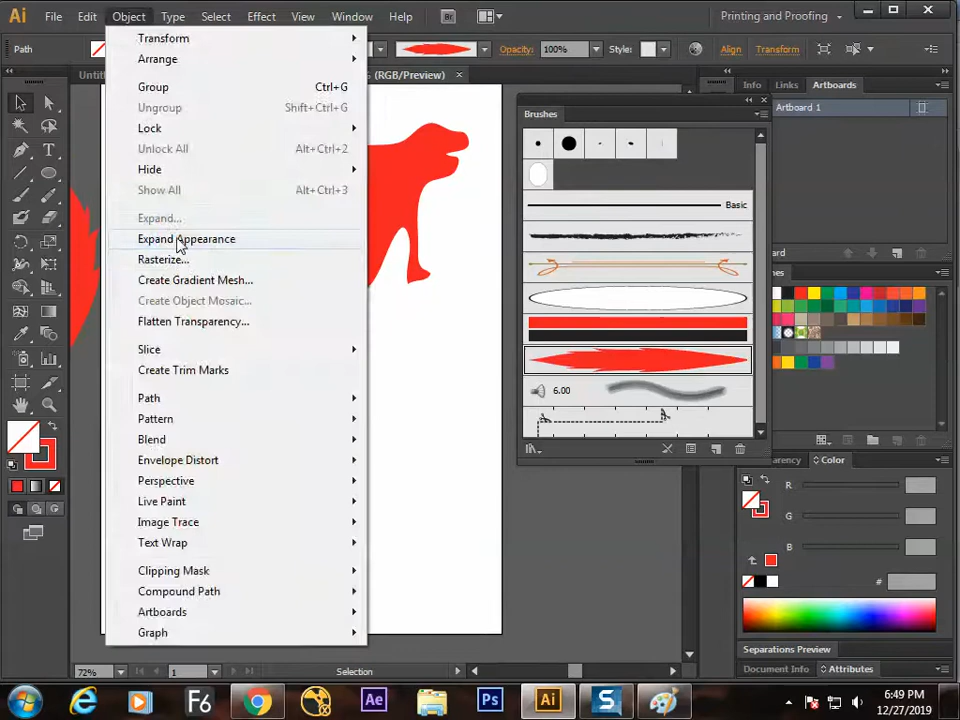 Ai File Edit Object Type Select Effect View Window Help Br Printing and Proofing
Path Opacity: 100% Style: Align Transform
(RGB/Preview) × Info Links Artboards
Artboard 1
Transform
Arrange
Group Ctrl+G
Ungroup Shift+Ctrl+G
Lock
Unlock All Alt+Ctrl+2
Hide
Show All Alt+Ctrl+3
Expand...
Expand Appearance
Rasterize...
Create Gradient Mesh...
Create Object Mosaic...
Flatten Transparency...
Slice
Create Trim Marks
Path
Pattern
Blend
Envelope Distort
Perspective
Live Paint
Image Trace
Text Wrap
Clipping Mask
Compound Path
Artboards
Graph
Brushes
Basic
6.00
Color
R
G
B
#
Separations Preview
Document Info Attributes
72% 1 Selection
F6 Ae Ps Ai S
6:49 PM
12/27/2019